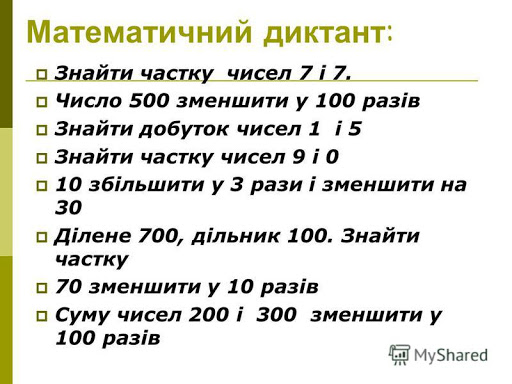 Математичний диктант:
Знайти частку чисел 7 і 7.
Число 500 зменшити у 100 разів
Знайти добуток чисел 1 і 5
Знайти частку чисел 9 і 0
10 збільшити у 3 рази і зменшити на
30
Ділене 700, дільник 100. Знайти
частку
70 зменшити у 10 разів
Суму чисел 200 і 300 зменшити у
100 разів
MyShared